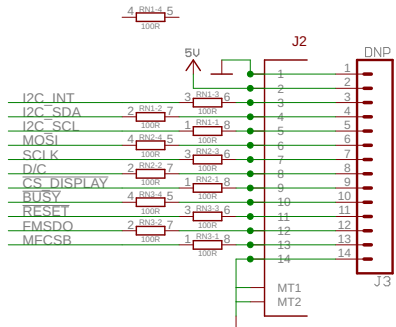 4 RN1-4 5
100R
5V
J2
DNP
1 1
2 2
I2C_INT 3 RN1-3 6 3 3
100R
I2C_SDA 2 RN1-2 7 4 4
100R
I2C_SCL 1 RN1-1 8 5 5
100R
MOSI 4 RN2-4 5 6 6
100R
SCLK 3 RN2-3 6 7 7
100R
D/C 2 RN2-2 7 8 8
100R
CS_DISPLAY 1 RN2-1 8 9 9
100R
BUSY 4 RN3-4 5 10 10
100R
RESET 3 RN3-3 6 11 11
100R
FMSDO 2 RN3-2 7 12 12
100R
MFCSB 1 RN3-1 8 13 13
100R
14 14
J3
MT1
MT2